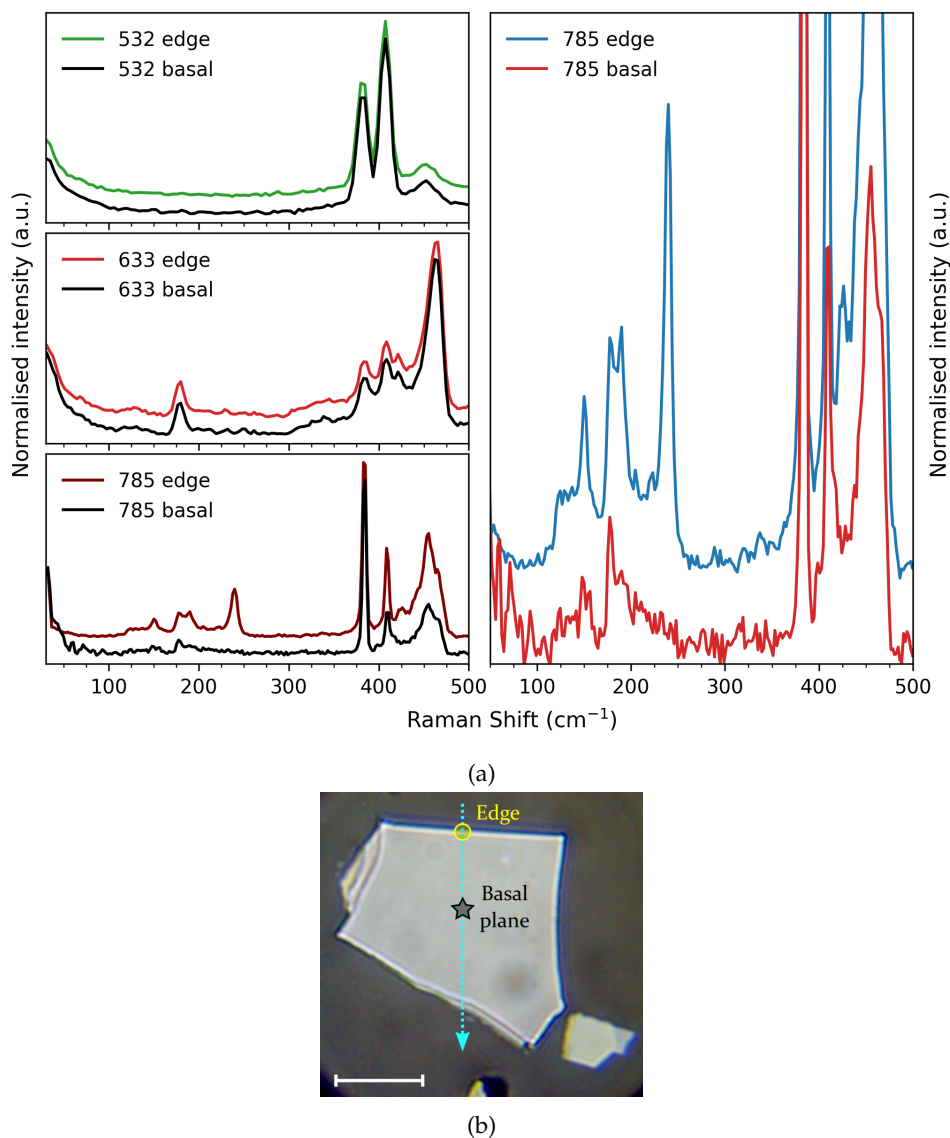 532 edge
532 basal
633 edge
633 basal
785 edge
785 basal
100 200 300 400 500
Normalised intensity (a.u.)
785 edge
785 basal
100 200 300 400 500
Normalised intensity (a.u.)
Raman Shift (cm⁻¹)
(a)
Edge
Basal
plane
(b)